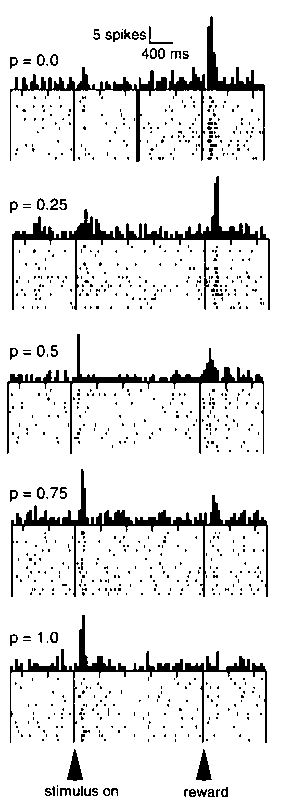 5 spikes
400 ms
p = 0.0
p = 0.25
p = 0.5
p = 0.75
p = 1.0
stimulus on
reward